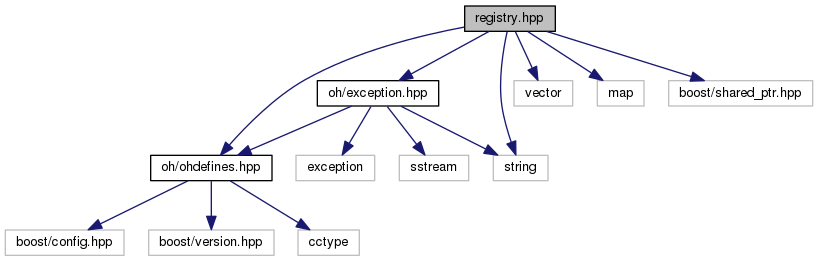 registry.hpp
oh/exception.hpp
vector
map
boost/shared_ptr.hpp
oh/ohdefines.hpp
exception
sstream
string
boost/config.hpp
boost/version.hpp
cctype